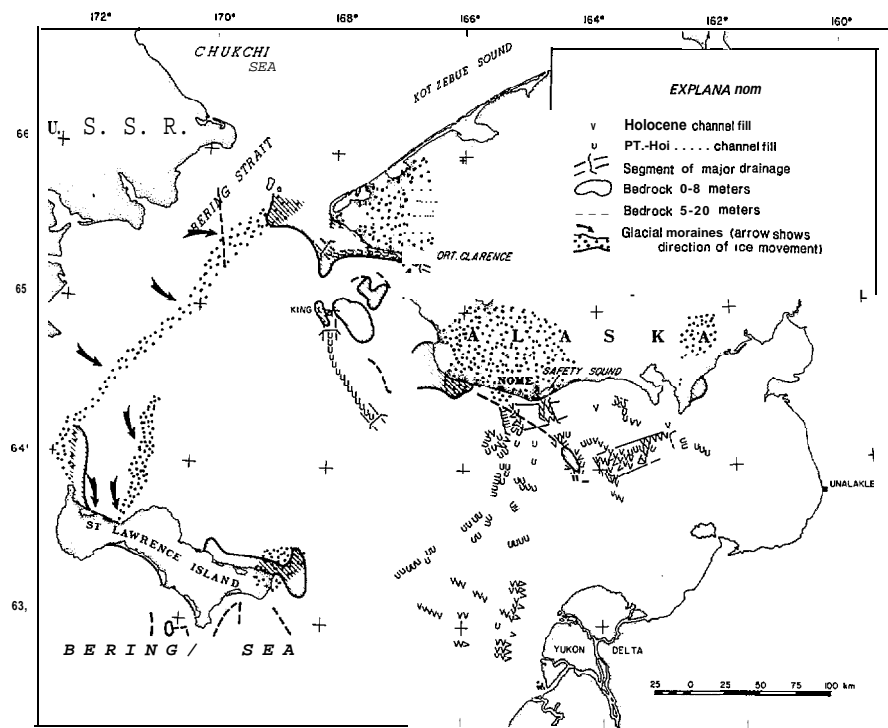 172° 170° 168° 166° 164° 162° 160°
CHUKCHI
SEA
KOT ZEBUE SOUND
U. S. S. R.
66
BERING STRAIT
EXPLANA nom
v Holocene channel fill
u PT.-Hoi ..... channel fill
Segment of major drainage
Bedrock 0-8 meters
Bedrock 5-20 meters
Glacial moraines (arrow shows
direction of ice movement)
ORT. CLARENCE
65
KING
A L A S K A
SAFETY SOUND
NOME
64'
UNALAKLE
ST LAWRENCE ISLAND
63,
BERING/ SEA
YUKON DELTA
25 0 25 50 75 100 km